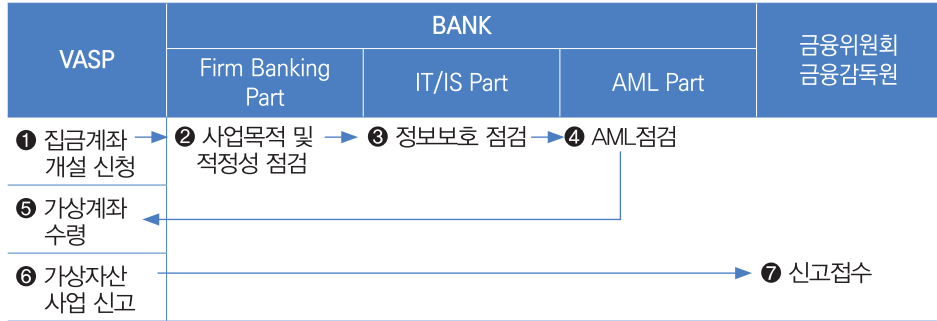 VASP
BANK
금융위원회
금융감독원
Firm Banking
Part
IT/IS Part
AML Part
❶ 집금계좌
개설 신청
❷ 사업목적 및
적정성 점검
❸ 정보보호 점검
❹ AML점검
❺ 가상계좌
수령
❻ 가상자산
사업 신고
❼ 신고접수